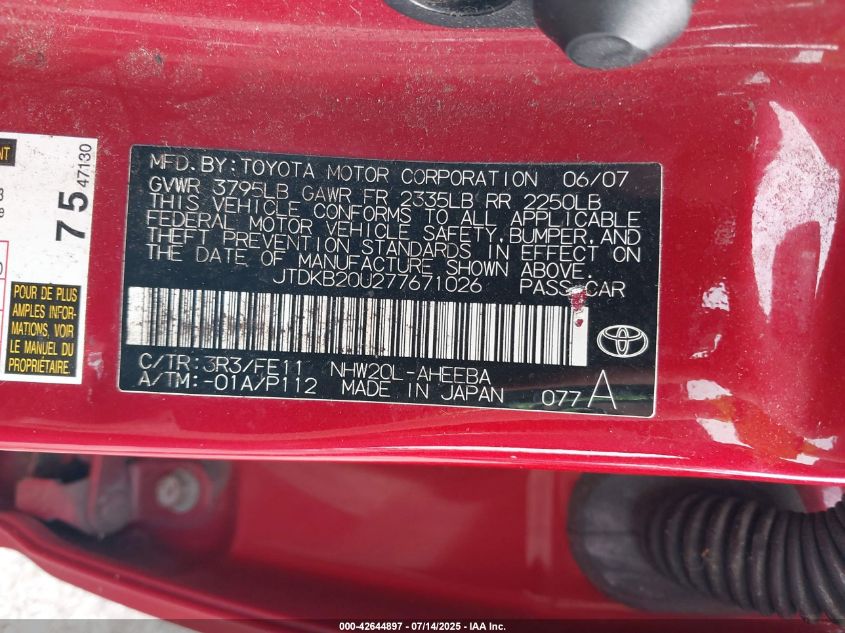 NT
75
47130
POUR DE PLUS
AMPLES INFOR-
MATIONS, VOIR
LE MANUEL DU
PROPRIÉTAIRE.
MFD. BY: TOYOTA MOTOR CORPORATION 06/07
GVWR 3795LB GAWR FR 2335LB RR 2250LB
THIS VEHICLE CONFORMS TO ALL APPLICABLE
FEDERAL MOTOR VEHICLE SAFETY, BUMPER, AND
THEFT PREVENTION STANDARDS IN EFFECT ON
THE DATE OF MANUFACTURE SHOWN ABOVE.
JTDKB20U277671026 PASS.CAR
C/TR: 3R3/FE11 NHW20L-AHEEBA
A/TM: -01A/P112 MADE IN JAPAN 077 A
000 - 42644897 - 07/14/2025 - IAA Inc.